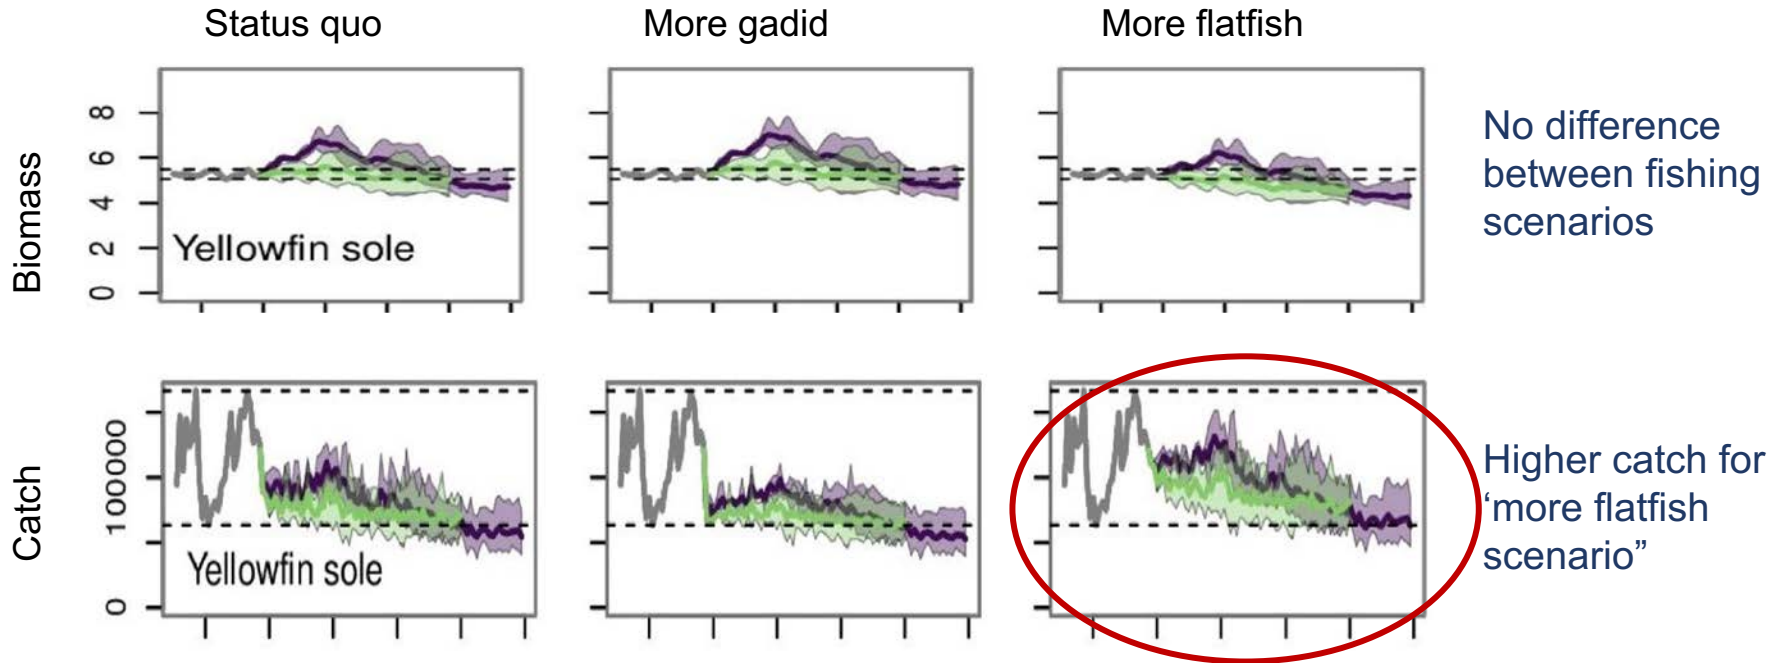 Status quo
More gadid
More flatfish
Biomass
8
6
4
2
0
Yellowfin sole
No difference
between fishing
scenarios
Catch
100000
0
Yellowfin sole
Higher catch for
‘more flatfish
scenario”